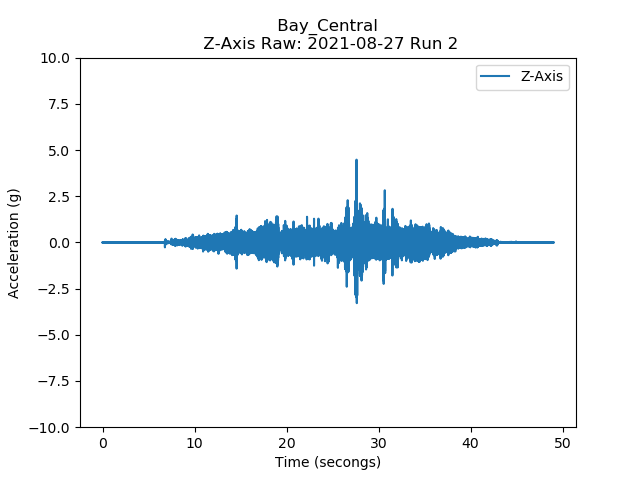 Bay_Central
Z-Axis Raw: 2021-08-27 Run 2
Z-Axis
Acceleration (g)
10.0
7.5
5.0
2.5
0.0
−2.5
−5.0
−7.5
−10.0
0 10 20 30 40 50
Time (secongs)